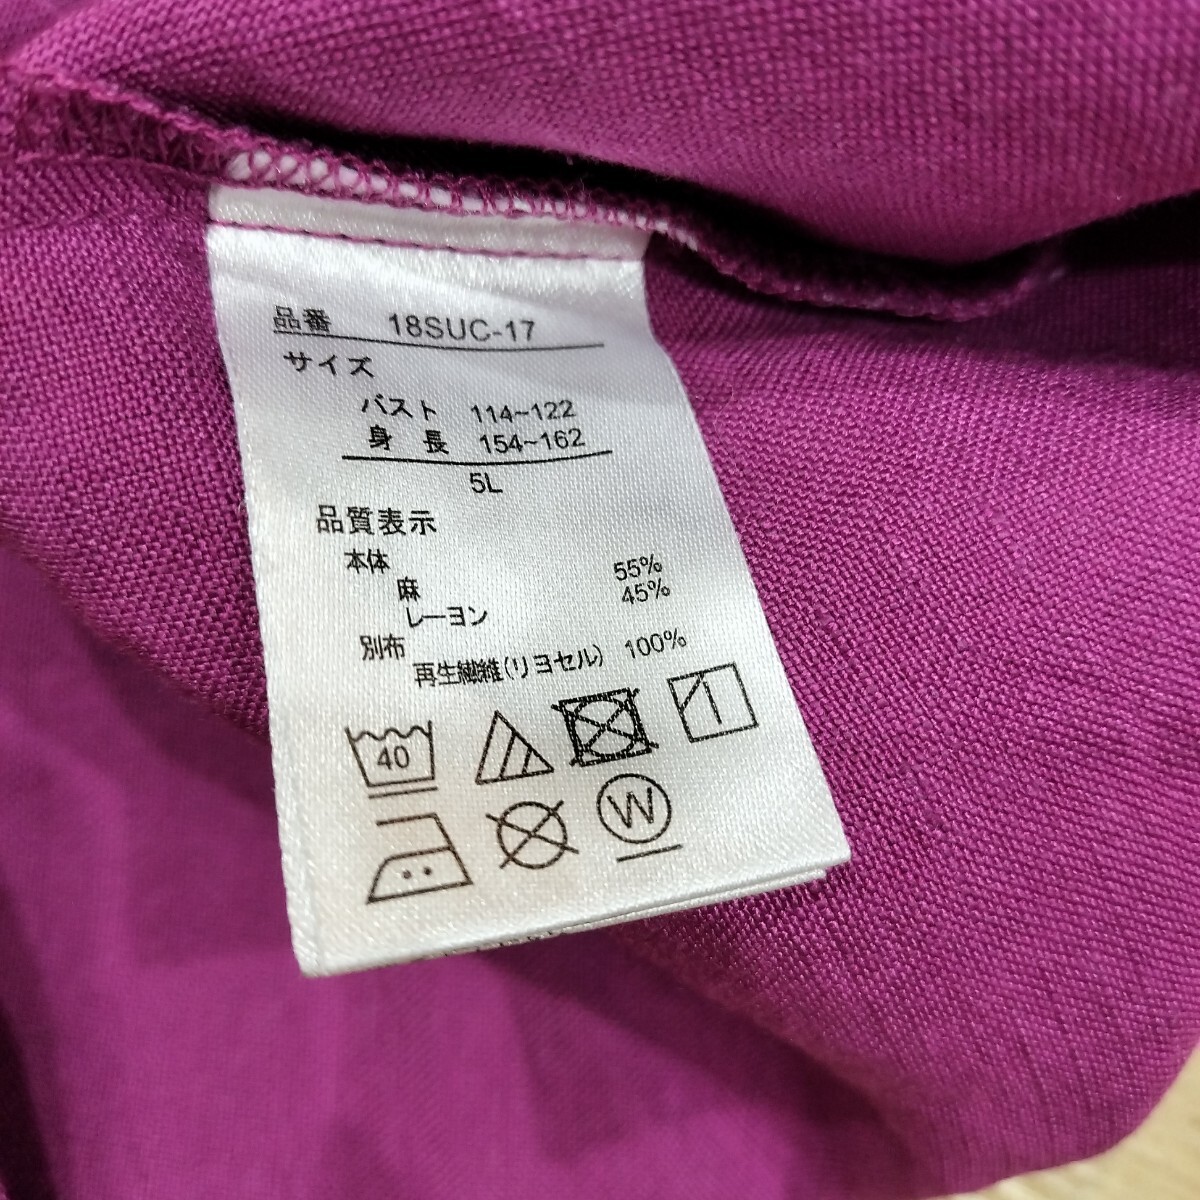 品番 18SUC-17
サイズ
バスト 114~122
身長 154~162
5L
品質表示
本体
麻 55%
レーヨン 45%
別布
再生繊維(リヨセル) 100%
40
W